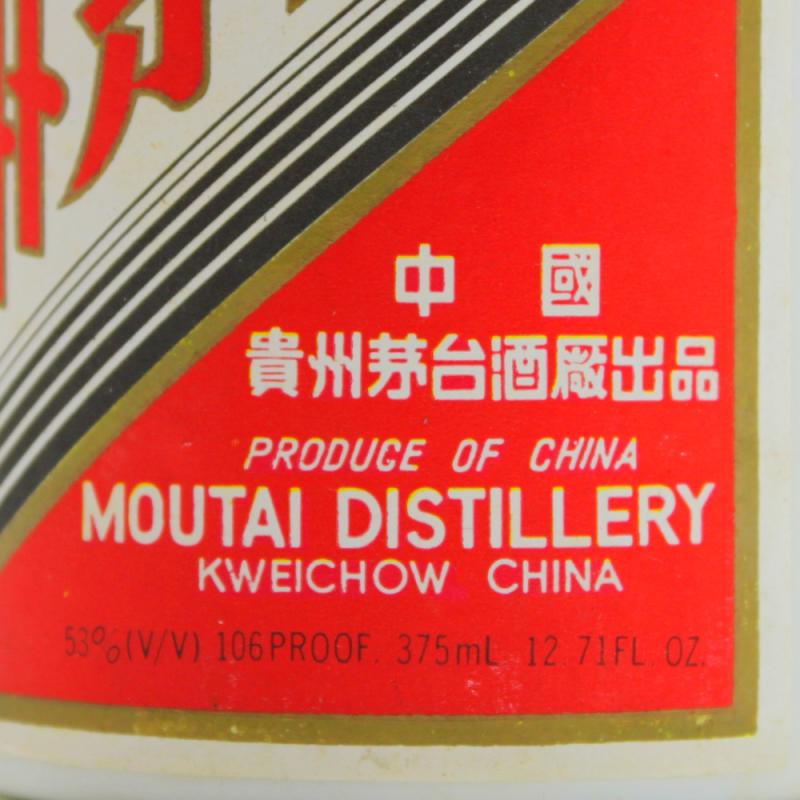 中國
貴州茅台酒廠出品
PRODUGE OF CHINA
MOUTAI DISTILLERY
KWEICHOW CHINA
53%(V/V) 106PROOF. 375mL 12.71FL. OZ.